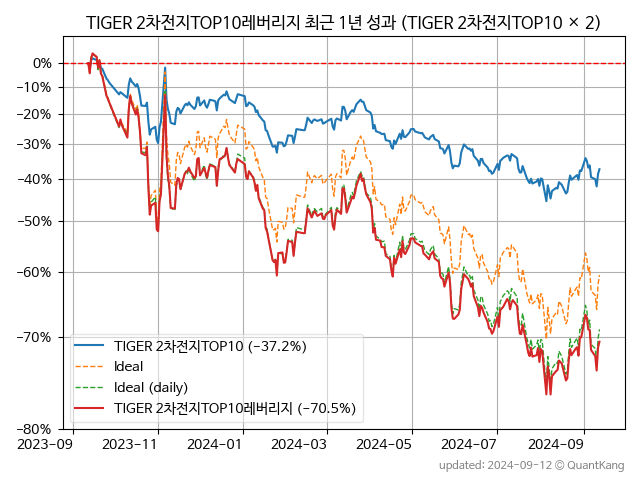 TIGER 2차전지TOP10레버리지 최근 1년 성과 (TIGER 2차전지TOP10 × 2)
0%
−10%
−20%
−30%
−40%
−50%
−60%
−70%
−80%
TIGER 2차전지TOP10 (−37.2%)
Ideal
Ideal (daily)
TIGER 2차전지TOP10레버리지 (−70.5%)
2023-09 2023-11 2024-01 2024-03 2024-05 2024-07 2024-09
updated: 2024-09-12 © QuantKang